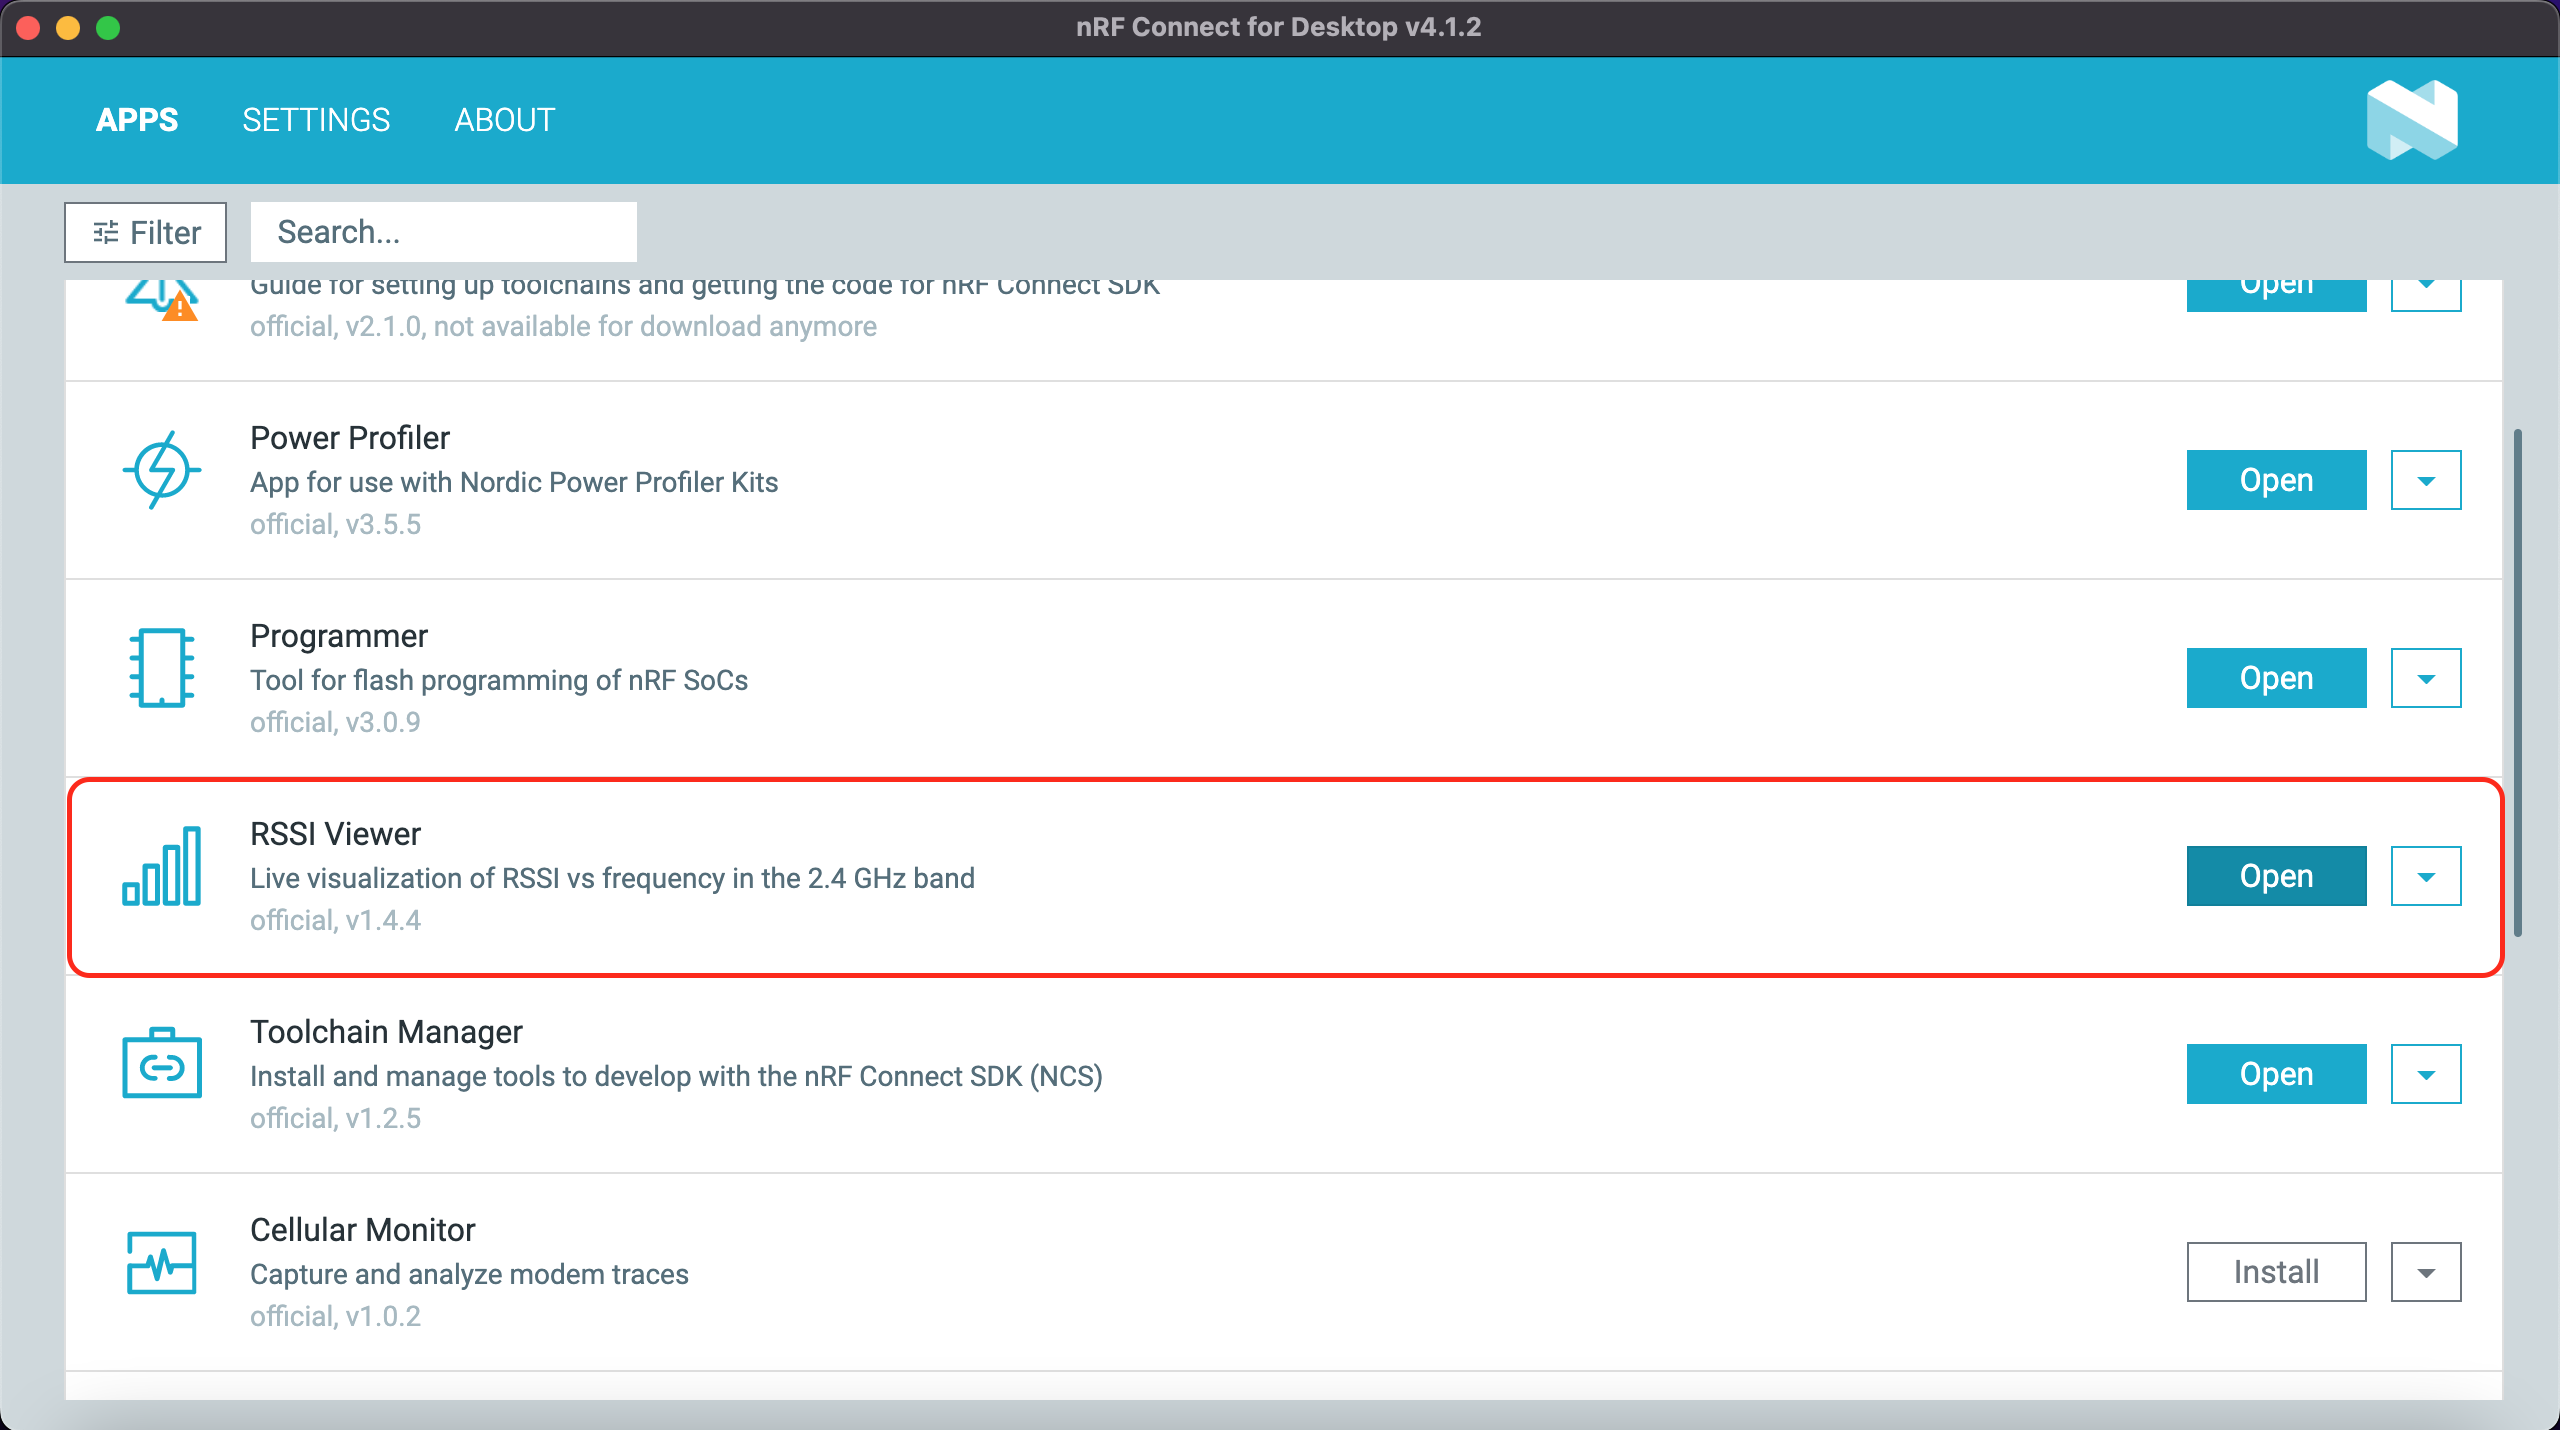 nRF Connect for Desktop v4.1.2
APPS SETTINGS ABOUT
Filter Search...
Guide for setting up toolchains and getting the code for nRF Connect SDK
Open
official, v2.1.0, not available for download anymore
Power Profiler
App for use with Nordic Power Profiler Kits
Open
official, v3.5.5
Programmer
Tool for flash programming of nRF SoCs
Open
official, v3.0.9
RSSI Viewer
Live visualization of RSSI vs frequency in the 2.4 GHz band
Open
official, v1.4.4
Toolchain Manager
Install and manage tools to develop with the nRF Connect SDK (NCS)
Open
official, v1.2.5
Cellular Monitor
Capture and analyze modem traces
Install
official, v1.0.2